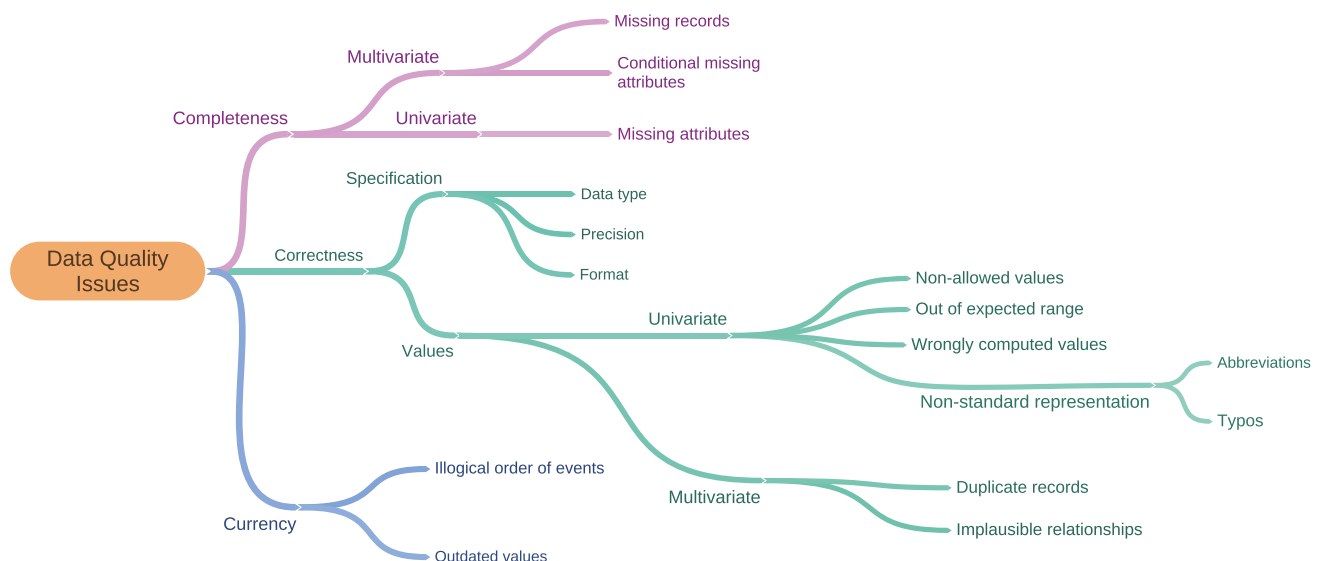 Missing records
Multivariate
Conditional missing
attributes
Completeness
Univariate
Missing attributes
Specification
Data type
Precision
Correctness
Format
Data Quality
Issues
Non-allowed values
Out of expected range
Univariate
Wrongly computed values
Values
Abbreviations
Non-standard representation
Typos
Illogical order of events
Multivariate
Duplicate records
Currency
Implausible relationships
Outdated values